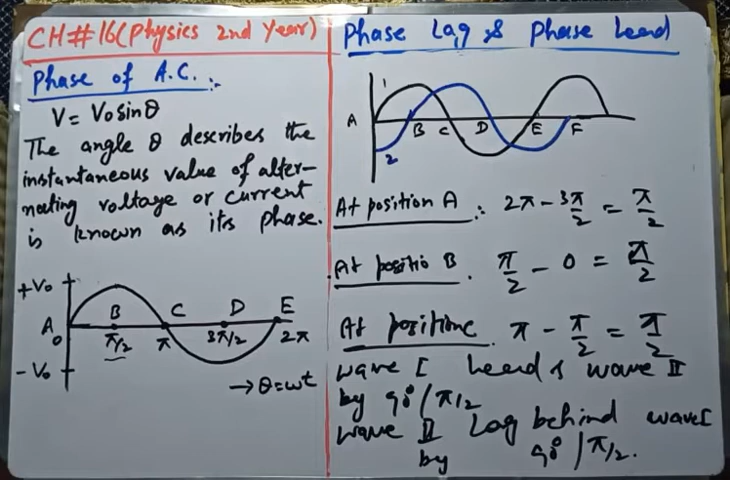 CH#16(Physics 2nd Year)
Phase of A.C. :-
V = V₀ sinθ
The angle θ describes the
instantaneous value of alter-
nating voltage or current
is known as its phase.
+V₀
A B C D E
0 π/2 π 3π/2 2π
-V₀
→ θ = ωt
Phase Lag & Phase Lead
1
A B C D E F
2
At position A : 2π - 3π/2 = π/2
At positio B . π/2 - 0 = π/2
At position c . π - π/2 = π/2
wave I Leads wave II
by 90°/π/2
wave II Lag behind wave I
by 90°/π/2.